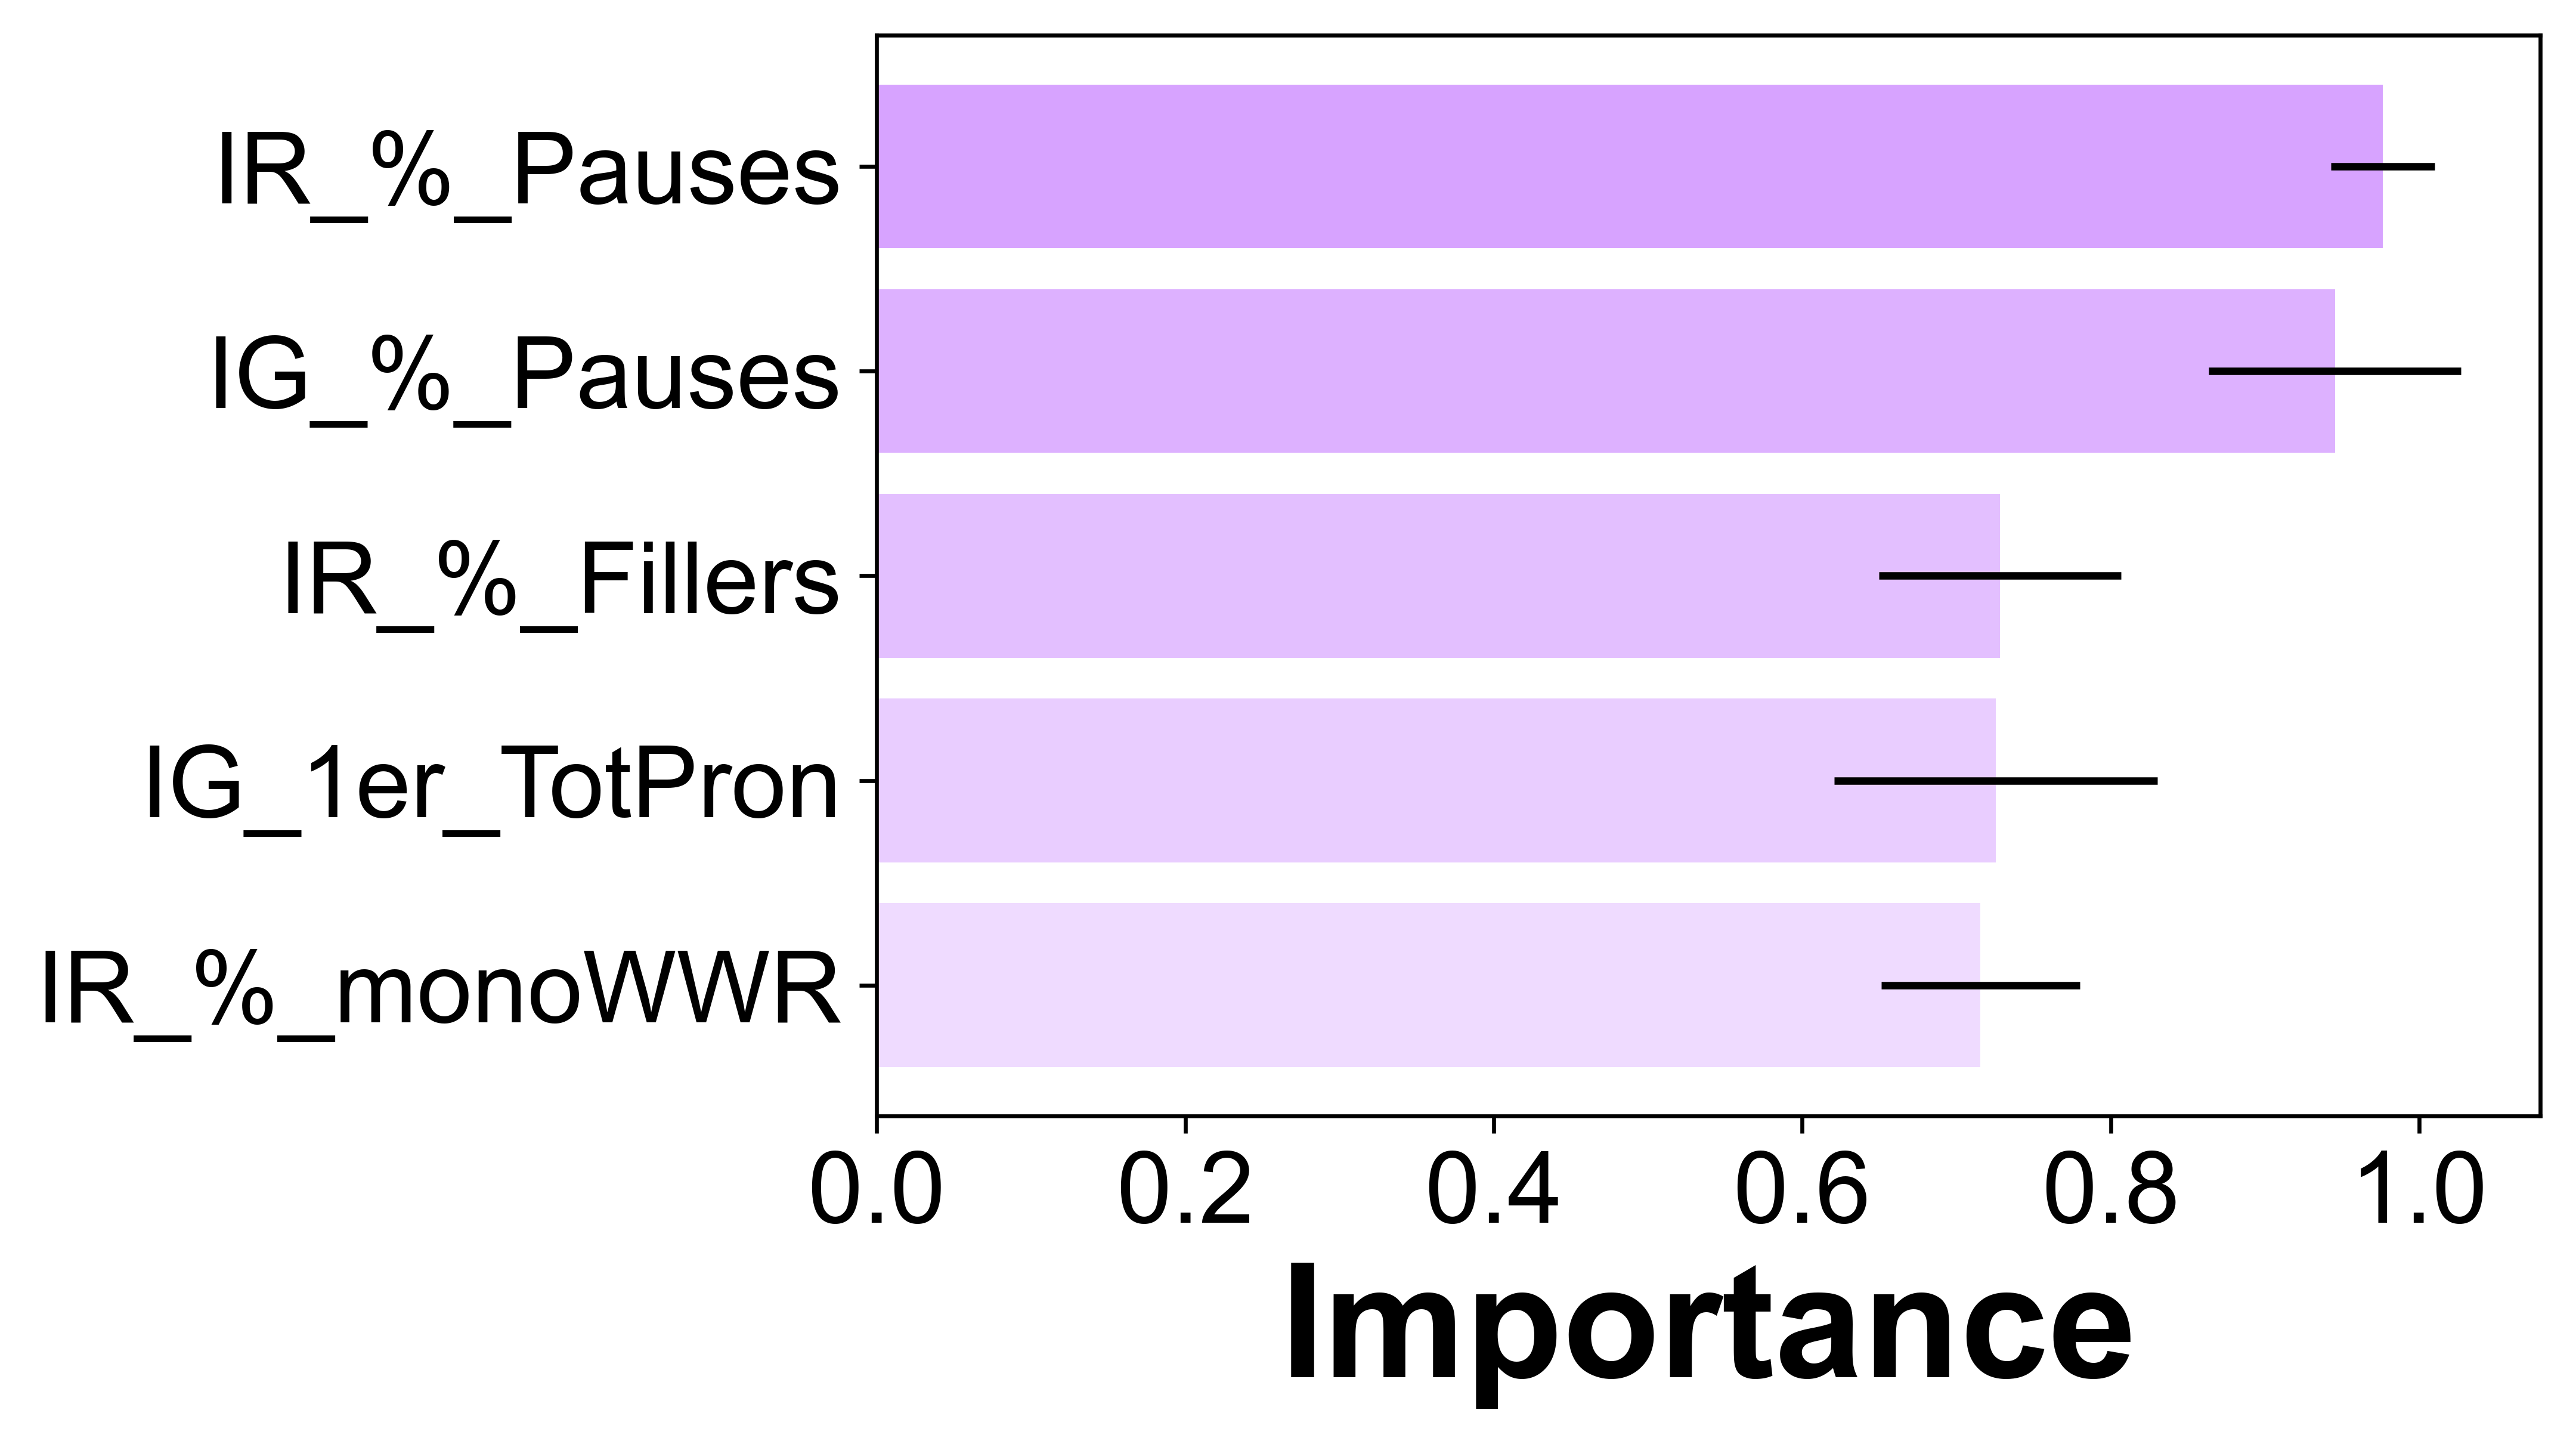 IR_%_Pauses
IG_%_Pauses
IR_%_Fillers
IG_1er_TotPron
IR_%_monoWWR
0.0 0.2 0.4 0.6 0.8 1.0
Importance